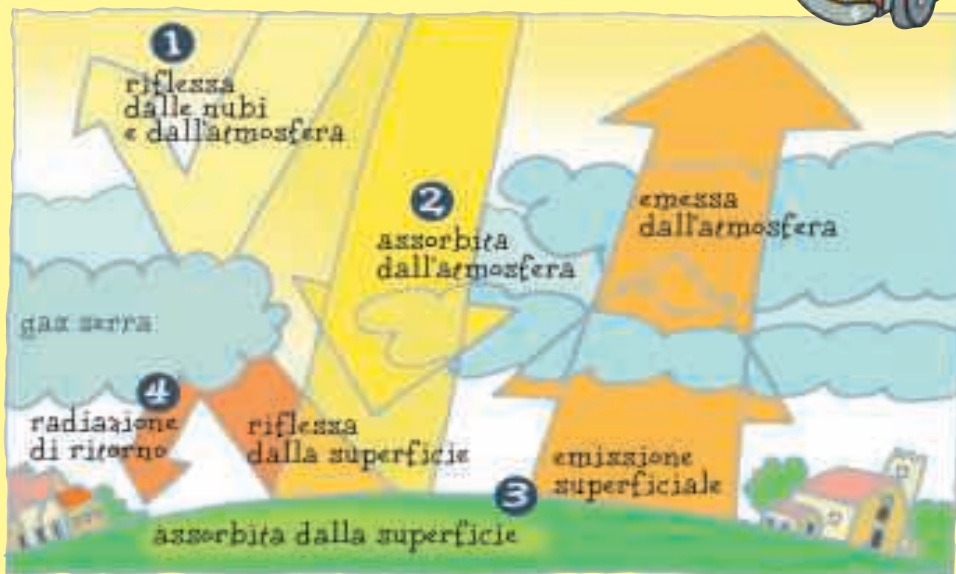 1
riflessa
dalle nubi
e dall'atmosfera
2
assorbita
dall'atmosfera
emessa
dall'atmosfera
gas serra
4
radiazione
di ritorno
riflessa
dalla superficie
3
emissione
superficiale
assorbita dalla superficie